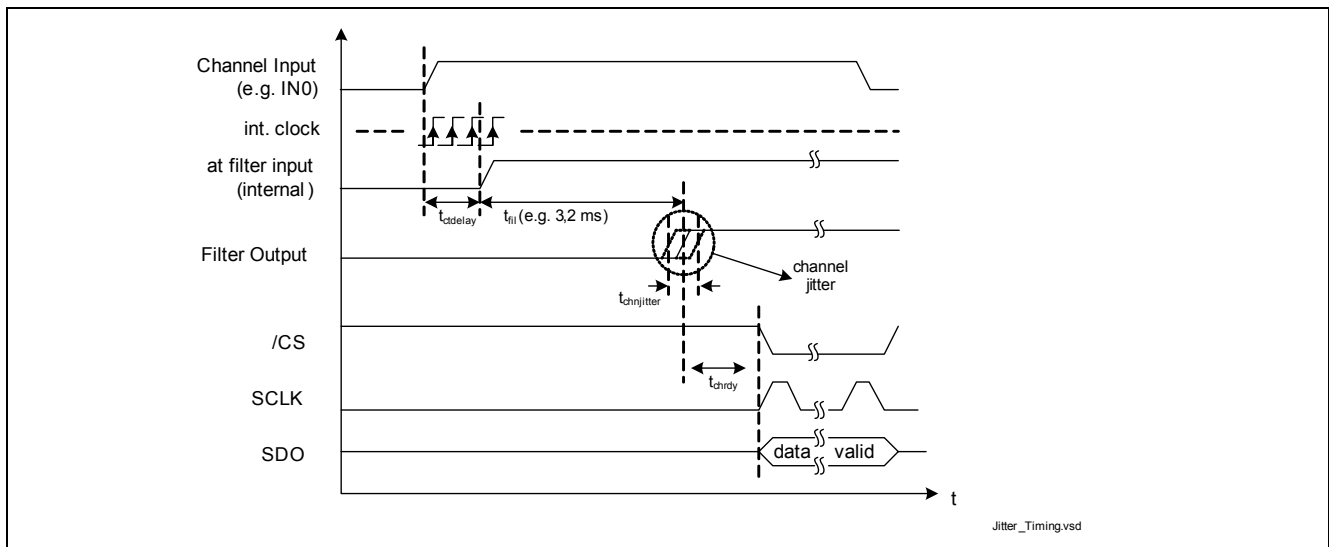 Channel Input
(e.g. IN0)
int. clock
at filter input
(internal )
tctdelay
tfil (e.g. 3,2 ms)
Filter Output
channel
jitter
tchnjitter
/CS
tchrdy
SCLK
SDO
data valid
t
Jitter_Timing.vsd